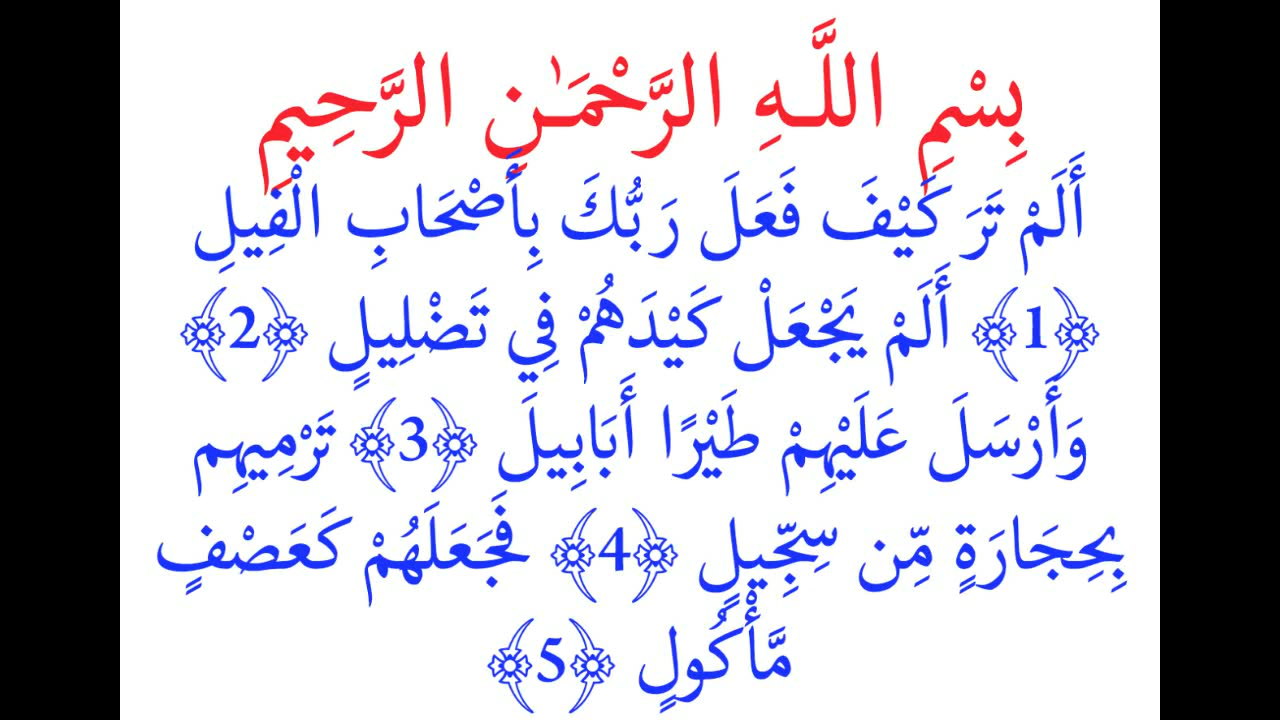 بِسْمِ اللَّـهِ الرَّحْمَـٰنِ الرَّحِيمِ
أَلَمْ تَرَ كَيْفَ فَعَلَ رَبُّكَ بِأَصْحَابِ الْفِيلِ
﴿1﴾ أَلَمْ يَجْعَلْ كَيْدَهُمْ فِي تَضْلِيلٍ ﴿2﴾
وَأَرْسَلَ عَلَيْهِمْ طَيْرًا أَبَابِيلَ ﴿3﴾ تَرْمِيهِم
بِحِجَارَةٍ مِّن سِجِّيلٍ ﴿4﴾ فَجَعَلَهُمْ كَعَصْفٍ
مَّأْكُولٍ ﴿5﴾